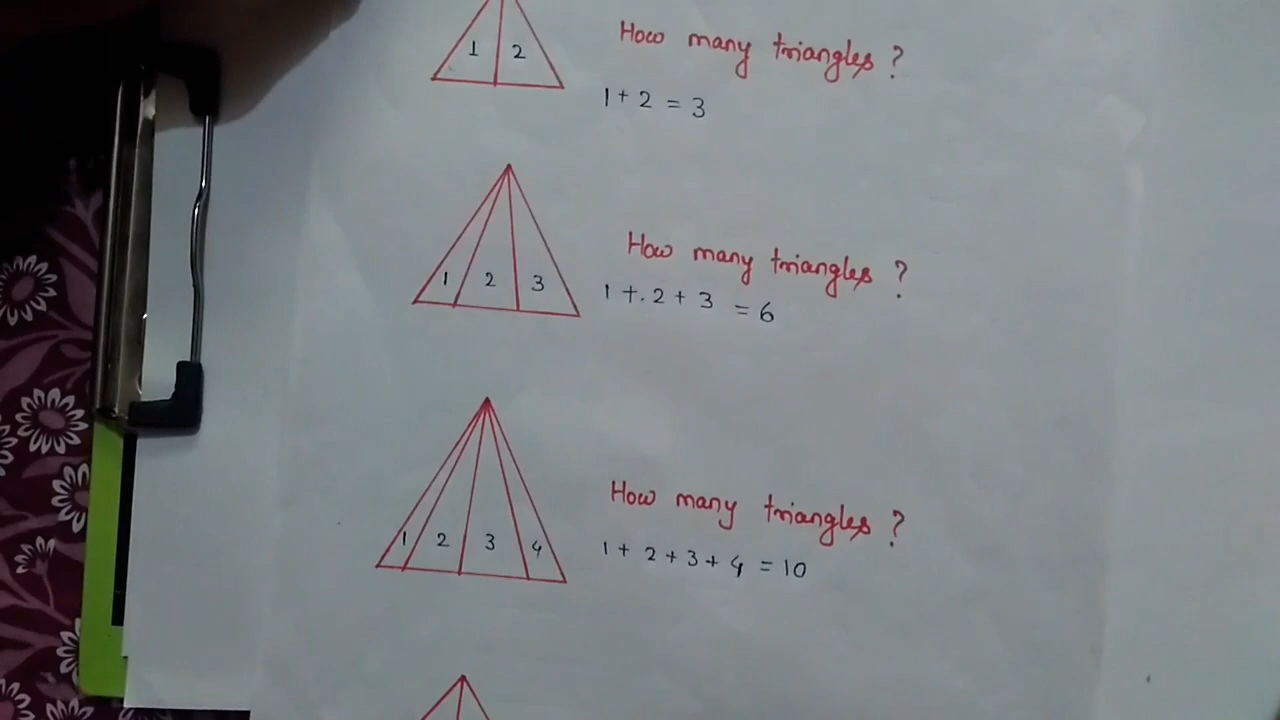 1 2
How many triangles ?
1 + 2 = 3
How many triangles ?
1 2 3
1 +. 2 + 3 = 6
How many triangles ?
1 2 3 4
1 + 2 + 3 + 4 = 10